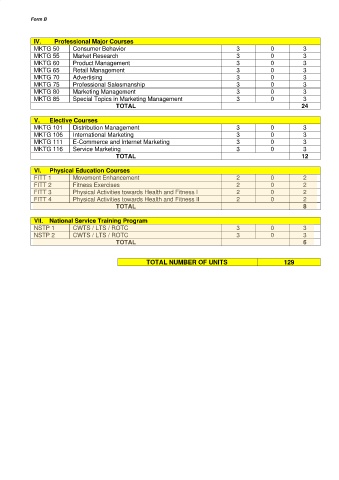 Form B
IV. Professional Major Courses
MKTG 50 Consumer Behavior 3 0 3
MKTG 55 Market Research 3 0 3
MKTG 60 Product Management 3 0 3
MKTG 65 Retail Management 3 0 3
MKTG 70 Advertising 3 0 3
MKTG 75 Professional Salesmanship 3 0 3
MKTG 80 Marketing Management 3 0 3
MKTG 85 Special Topics in Marketing Management 3 0 3
TOTAL 24
V. Elective Courses
MKTG 101 Distribution Management 3 0 3
MKTG 106 International Marketing 3 0 3
MKTG 111 E-Commerce and Internet Marketing 3 0 3
MKTG 116 Service Marketing 3 0 3
TOTAL 12
VI. Physical Education Courses
FITT 1 Movement Enhancement 2 0 2
FITT 2 Fitness Exercises 2 0 2
FITT 3 Physical Activities towards Health and Fitness I 2 0 2
FITT 4 Physical Activities towards Health and Fitness II 2 0 2
TOTAL 8
VII. National Service Training Program
NSTP 1 CWTS / LTS / ROTC 3 0 3
NSTP 2 CWTS / LTS / ROTC 3 0 3
TOTAL 6
TOTAL NUMBER OF UNITS 129